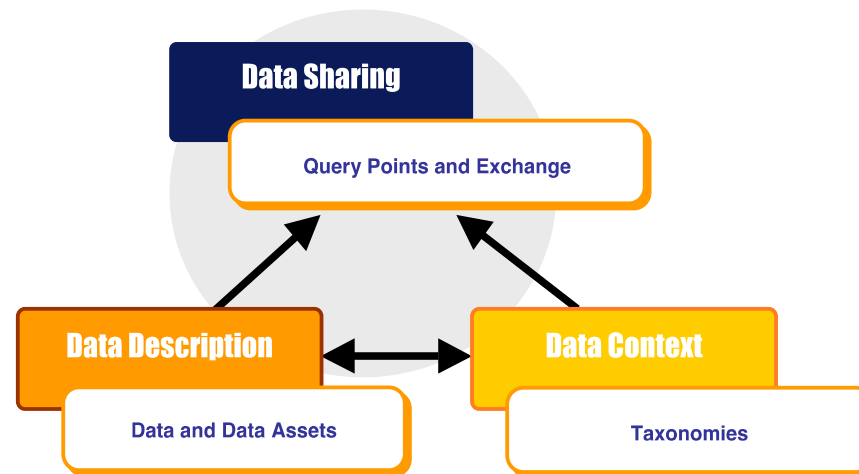 Data Sharing
Query Points and Exchange
Data Description
Data Context
Data and Data Assets
Taxonomies